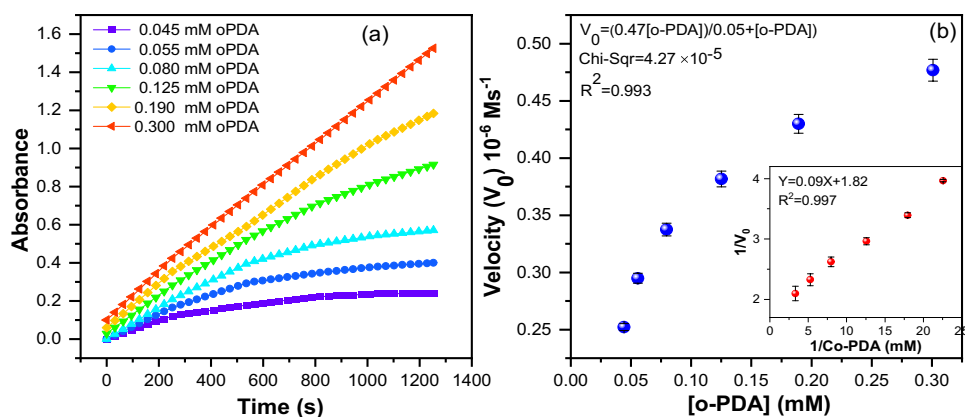 (a)
0.045 mM oPDA
0.055 mM oPDA
0.080 mM oPDA
0.125 mM oPDA
0.190 mM oPDA
0.300 mM oPDA
Absorbance
1.6
1.4
1.2
1.0
0.8
0.6
0.4
0.2
0.0
0 200 400 600 800 1000 1200 1400
Time (s)
(b)
V0=(0.47[o-PDA])/0.05+[o-PDA])
Chi-Sqr=4.27 ×10-5
R2=0.993
Velocity (V0) 10-6 Ms-1
0.50
0.45
0.40
0.35
0.30
0.25
0.00 0.05 0.10 0.15 0.20 0.25 0.30
[o-PDA] (mM)
Y=0.09X+1.82
R2=0.997
1/V0
4
3
2
0 5 10 15 20 25
1/Co-PDA (mM)